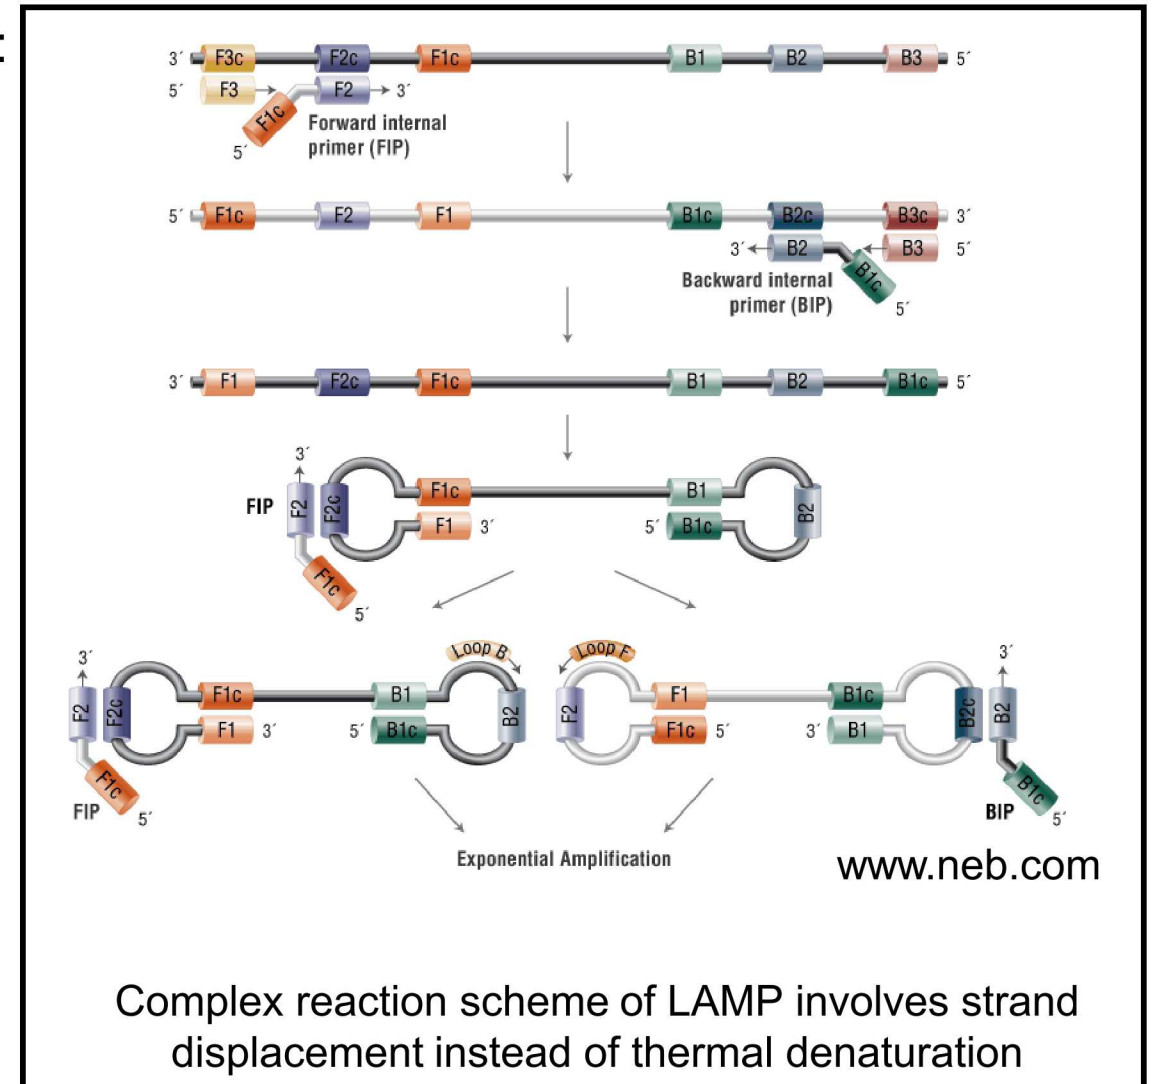 :
3´ F3c F2c F1c B1 B2 B3 5´
5´ F3 F2 3´
F1c
5´
Forward internal
primer (FIP)
5´ F1c F2 F1 B1c B2c B3c 3´
3´ B2 B3 5´
B1c
5´
Backward internal
primer (BIP)
3´ F1 F2c F1c B1 B2 B1c 5´
3´
FIP F2 F2c F1c B1 B2
F1 3´ 5´ B1c
F1c
5´
Loop B Loop F
3´ 3´
F2 F2c F1c B1 B2 F2 F1 B1c B2c B2
F1 3´ 5´ B1c F1c 5´ 3´ B1
F1c B1c
FIP 5´ BIP 5´
Exponential Amplification
www.neb.com
Complex reaction scheme of LAMP involves strand
displacement instead of thermal denaturation